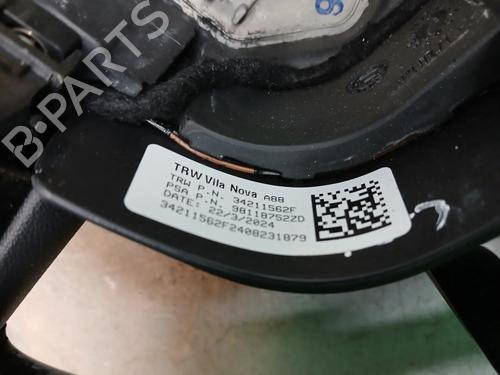 B-PARTS
TRW Vila Nova A88
TRW P.N. 34211562F
PSA P.N. 98118752ZD
DATE: 22/3/2024
34211562F2408231879